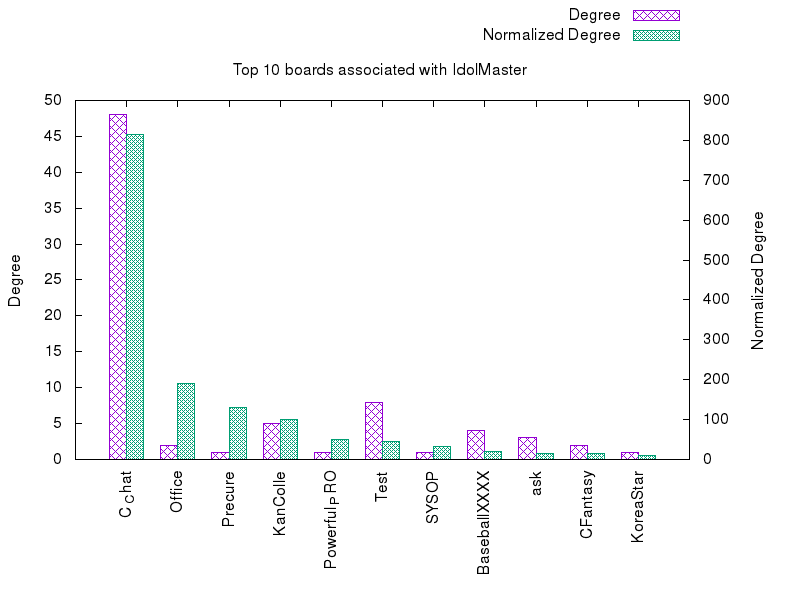 Degree
Normalized Degree
Top 10 boards associated with IdolMaster
50 900
45 800
40 700
35 600
30 500
25 400
20 300
15 200
10 100
5 0
0
Degree
Normalized Degree
C Chat
Office
Precure
KanColle
PowerfulPRO
Test
SYSOP
BaseballXXXX
ask
CFantasy
KoreaStar